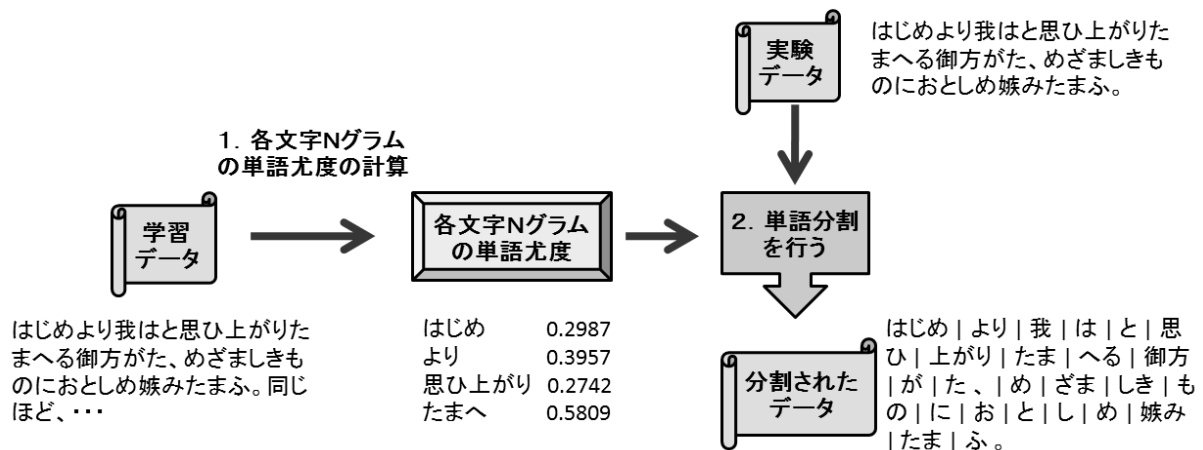 実験
データ
はじめより我はと思ひ上がりた
まへる御方がた、めざましきも
のにおとしめ嫉みたまふ。
1. 各文字Nグラム
の単語尤度の計算
学習
データ
各文字Nグラム
の単語尤度
2. 単語分割
を行う
はじめより我はと思ひ上がりた
まへる御方がた、めざましきも
のにおとしめ嫉みたまふ。同じ
ほど、・・・
はじめ 0.2987
より 0.3957
思ひ上がり 0.2742
たまへ 0.5809
分割された
データ
はじめ | より | 我 | は | と | 思
ひ | 上がり | たま | へる | 御方
| が | た 、 | め | ざま | しき | も
の | に | お | と | し | め | 嫉み
| たま | ふ 。